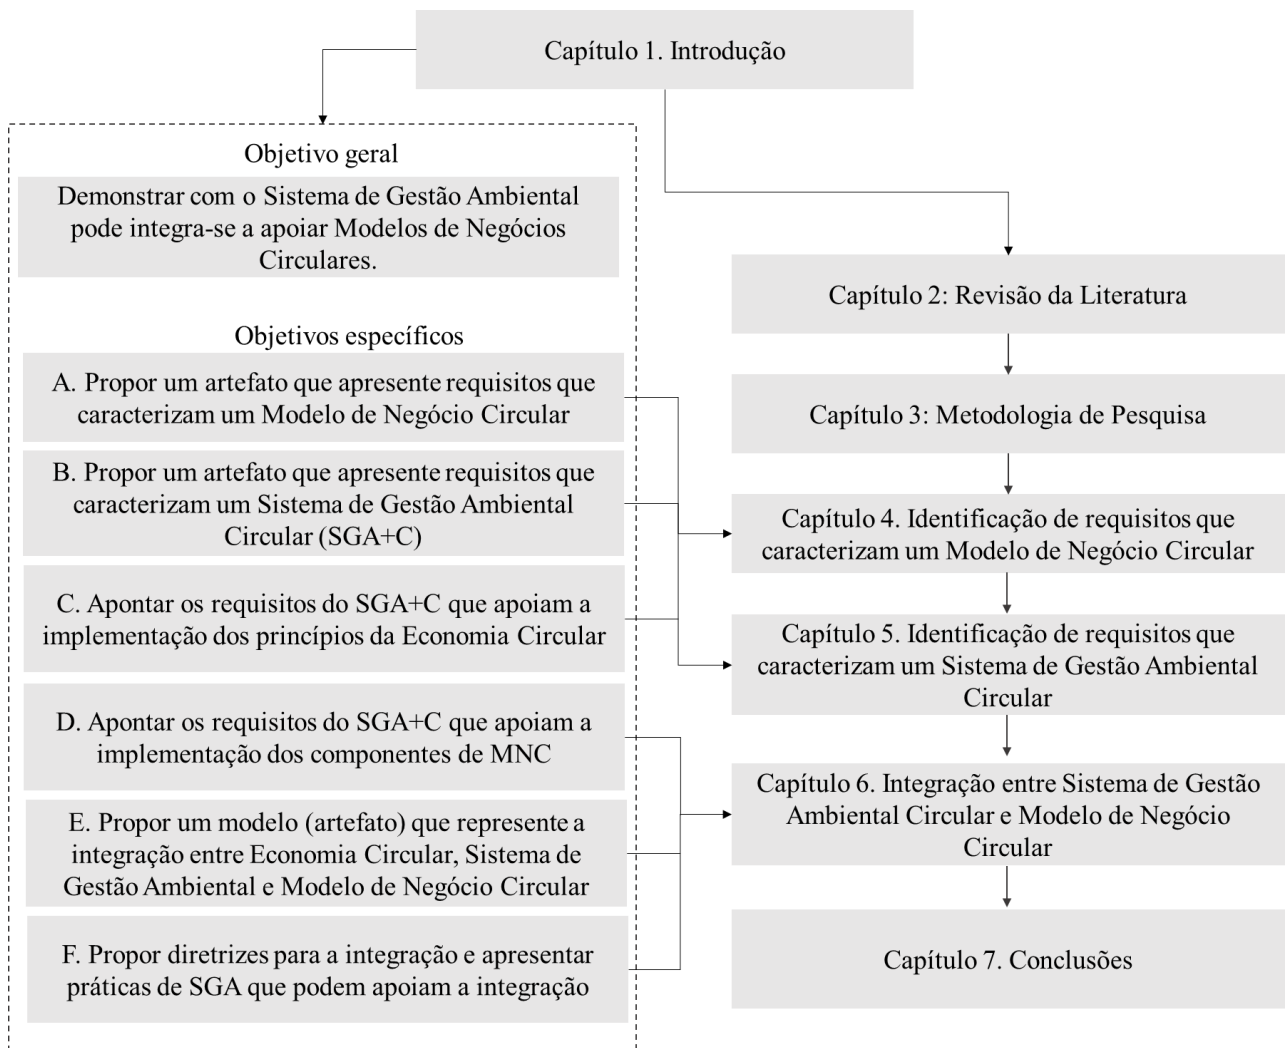 Capítulo 1. Introdução
Objetivo geral
Demonstrar com o Sistema de Gestão Ambiental
pode integra-se a apoiar Modelos de Negócios
Circulares.
Objetivos específicos
A. Propor um artefato que apresente requisitos que
caracterizam um Modelo de Negócio Circular
B. Propor um artefato que apresente requisitos que
caracterizam um Sistema de Gestão Ambiental
Circular (SGA+C)
C. Apontar os requisitos do SGA+C que apoiam a
implementação dos princípios da Economia Circular
D. Apontar os requisitos do SGA+C que apoiam a
implementação dos componentes de MNC
E. Propor um modelo (artefato) que represente a
integração entre Economia Circular, Sistema de
Gestão Ambiental e Modelo de Negócio Circular
F. Propor diretrizes para a integração e apresentar
práticas de SGA que podem apoiam a integração
Capítulo 2: Revisão da Literatura
Capítulo 3: Metodologia de Pesquisa
Capítulo 4. Identificação de requisitos que
caracterizam um Modelo de Negócio Circular
Capítulo 5. Identificação de requisitos que
caracterizam um Sistema de Gestão Ambiental
Circular
Capítulo 6. Integração entre Sistema de Gestão
Ambiental Circular e Modelo de Negócio
Circular
Capítulo 7. Conclusões